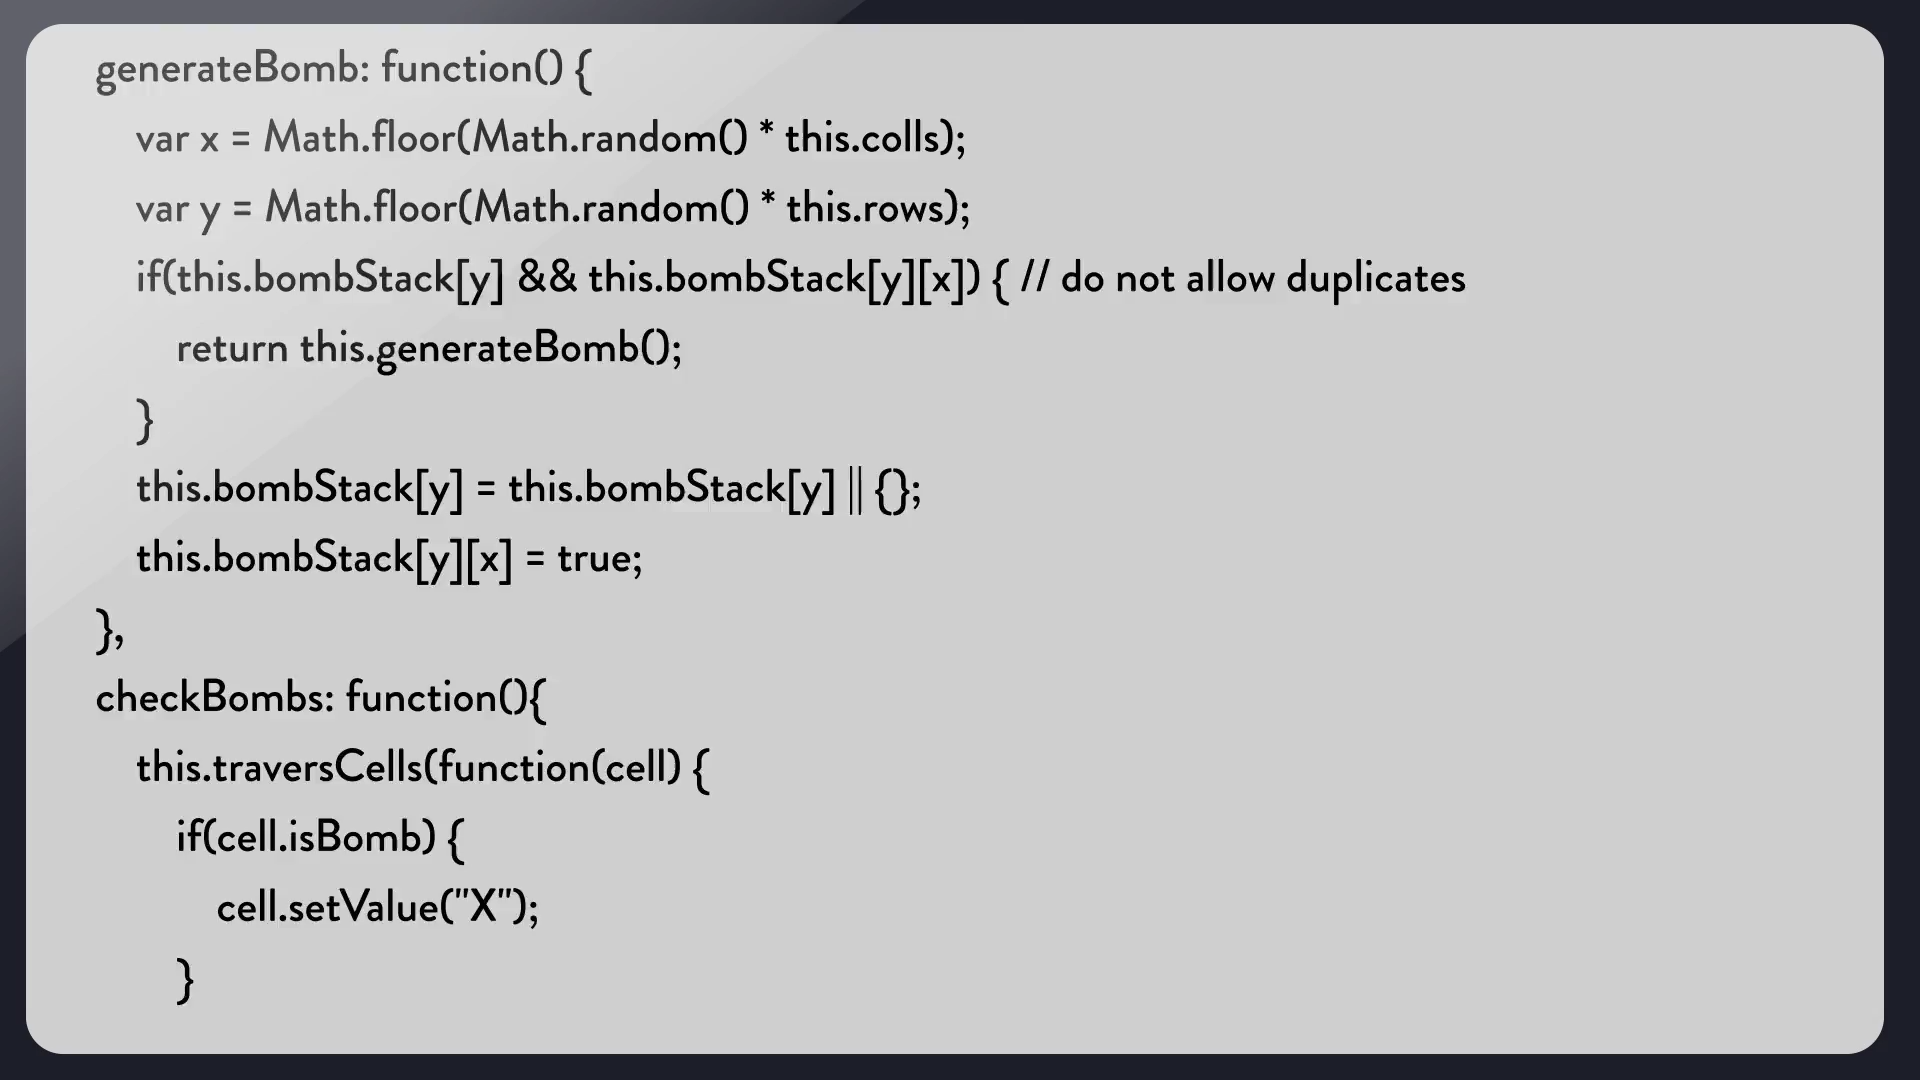 generateBomb: function() {
var x = Math.floor(Math.random() * this.colls);
var y = Math.floor(Math.random() * this.rows);
if(this.bombStack[y] && this.bombStack[y][x]) { // do not allow duplicates
return this.generateBomb();
}
this.bombStack[y] = this.bombStack[y] || {};
this.bombStack[y][x] = true;
},
checkBombs: function(){
this.traversCells(function(cell) {
if(cell.isBomb) {
cell.setValue("X");
}